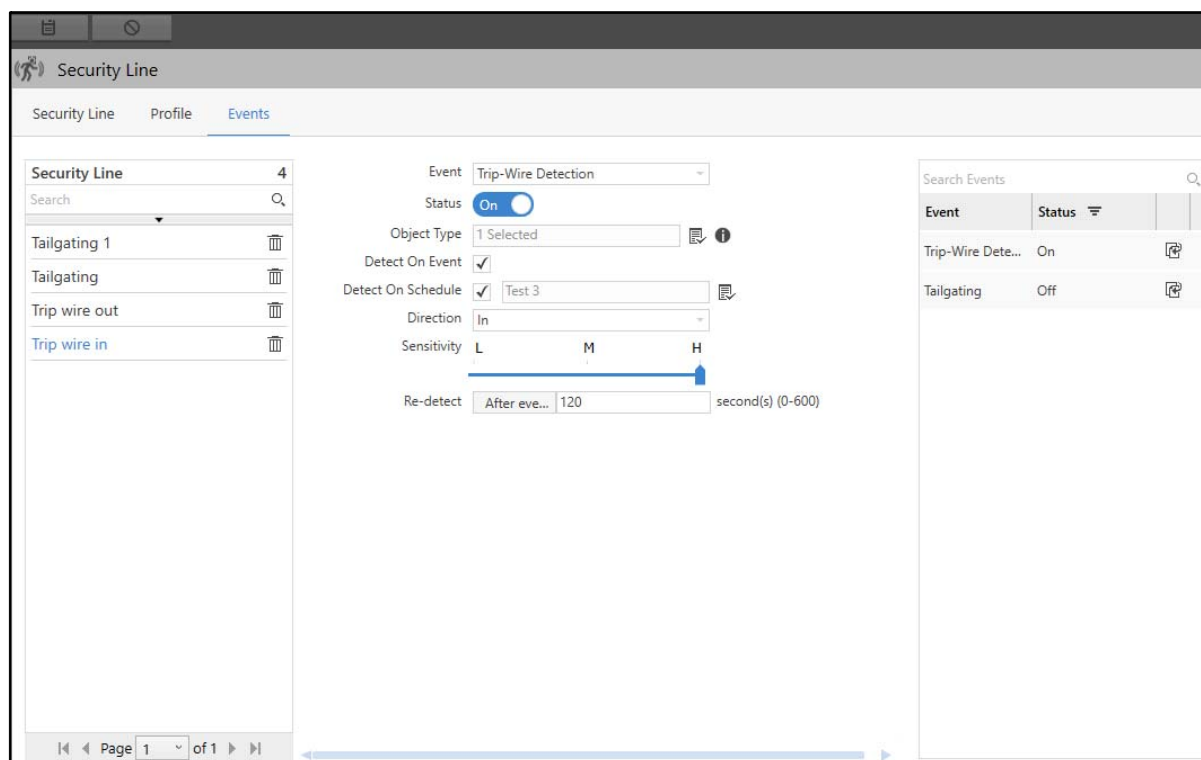 Security Line
Security Line Profile Events
Security Line 4
Search
Tailgating 1
Tailgating
Trip wire out
Trip wire in
Page 1 of 1
Event Trip-Wire Detection
Status On
Object Type 1 Selected
Detect On Event
Detect On Schedule Test 3
Direction In
Sensitivity L M H
Re-detect After eve... 120 second(s) (0-600)
Search Events
Event Status
Trip-Wire Dete... On
Tailgating Off